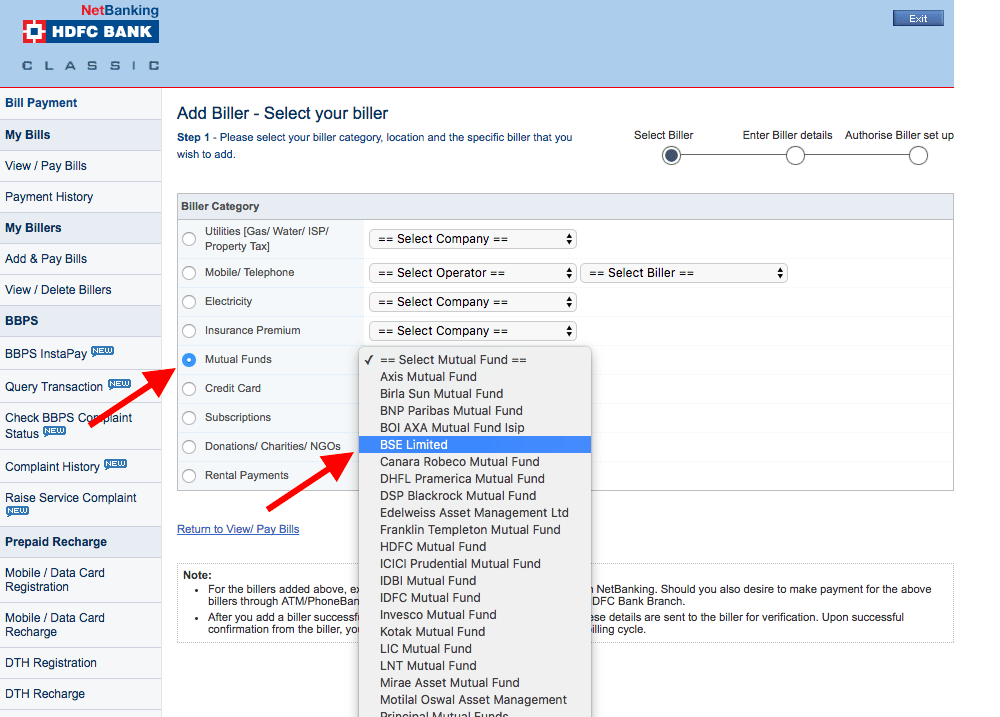 NetBanking
HDFC BANK
CLASSIC
Exit
Bill Payment
My Bills
View / Pay Bills
Payment History
My Billers
Add & Pay Bills
View / Delete Billers
BBPS
BBPS InstaPay NEW
Query Transaction NEW
Check BBPS Complaint
Status NEW
Complaint History NEW
Raise Service Complaint
NEW
Prepaid Recharge
Mobile / Data Card
Registration
Mobile / Data Card
Recharge
DTH Registration
DTH Recharge
Add Biller - Select your biller
Step 1 - Please select your biller category, location and the specific biller that you
wish to add.
Select Biller
Enter Biller details
Authorise Biller set up
Biller Category
Utilities [Gas/ Water/ ISP/
Property Tax]
== Select Company ==
Mobile/ Telephone
== Select Operator ==
== Select Biller ==
Electricity
== Select Company ==
Insurance Premium
== Select Company ==
Mutual Funds
Credit Card
Subscriptions
Donations/ Charities/ NGOs
Rental Payments
✓ == Select Mutual Fund ==
Axis Mutual Fund
Birla Sun Mutual Fund
BNP Paribas Mutual Fund
BOI AXA Mutual Fund Isip
BSE Limited
Canara Robeco Mutual Fund
DHFL Pramerica Mutual Fund
DSP Blackrock Mutual Fund
Edelweiss Asset Management Ltd
Franklin Templeton Mutual Fund
HDFC Mutual Fund
ICICI Prudential Mutual Fund
IDBI Mutual Fund
IDFC Mutual Fund
Invesco Mutual Fund
Kotak Mutual Fund
LIC Mutual Fund
LNT Mutual Fund
Mirae Asset Mutual Fund
Motilal Oswal Asset Management
Principal Mutual Funds
Return to View/ Pay Bills
Note:
• For the billers added above, ex NetBanking. Should you also desire to make payment for the above
billers through ATM/PhoneBan DFC Bank Branch.
• After you add a biller successf ese details are sent to the biller for verification. Upon successful
confirmation from the biller, you illing cycle.